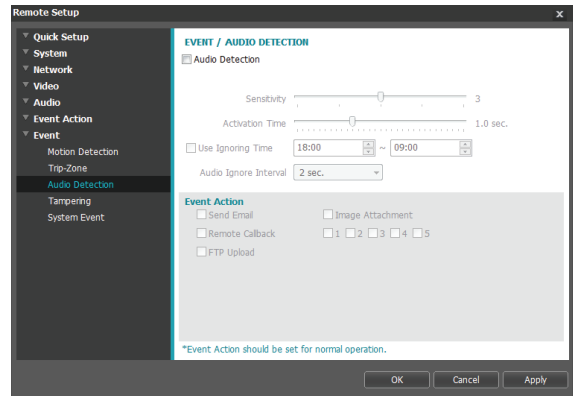 Remote Setup x
Quick Setup
System
Network
Video
Audio
Event Action
Event
Motion Detection
Trip-Zone
Audio Detection
Tampering
System Event
EVENT / AUDIO DETECTION
Audio Detection
Sensitivity 3
Activation Time 1.0 sec.
Use Ignoring Time 18:00 ~ 09:00
Audio Ignore Interval 2 sec.
Event Action
Send Email Image Attachment
Remote Callback 1 2 3 4 5
FTP Upload
*Event Action should be set for normal operation.
OK Cancel Apply